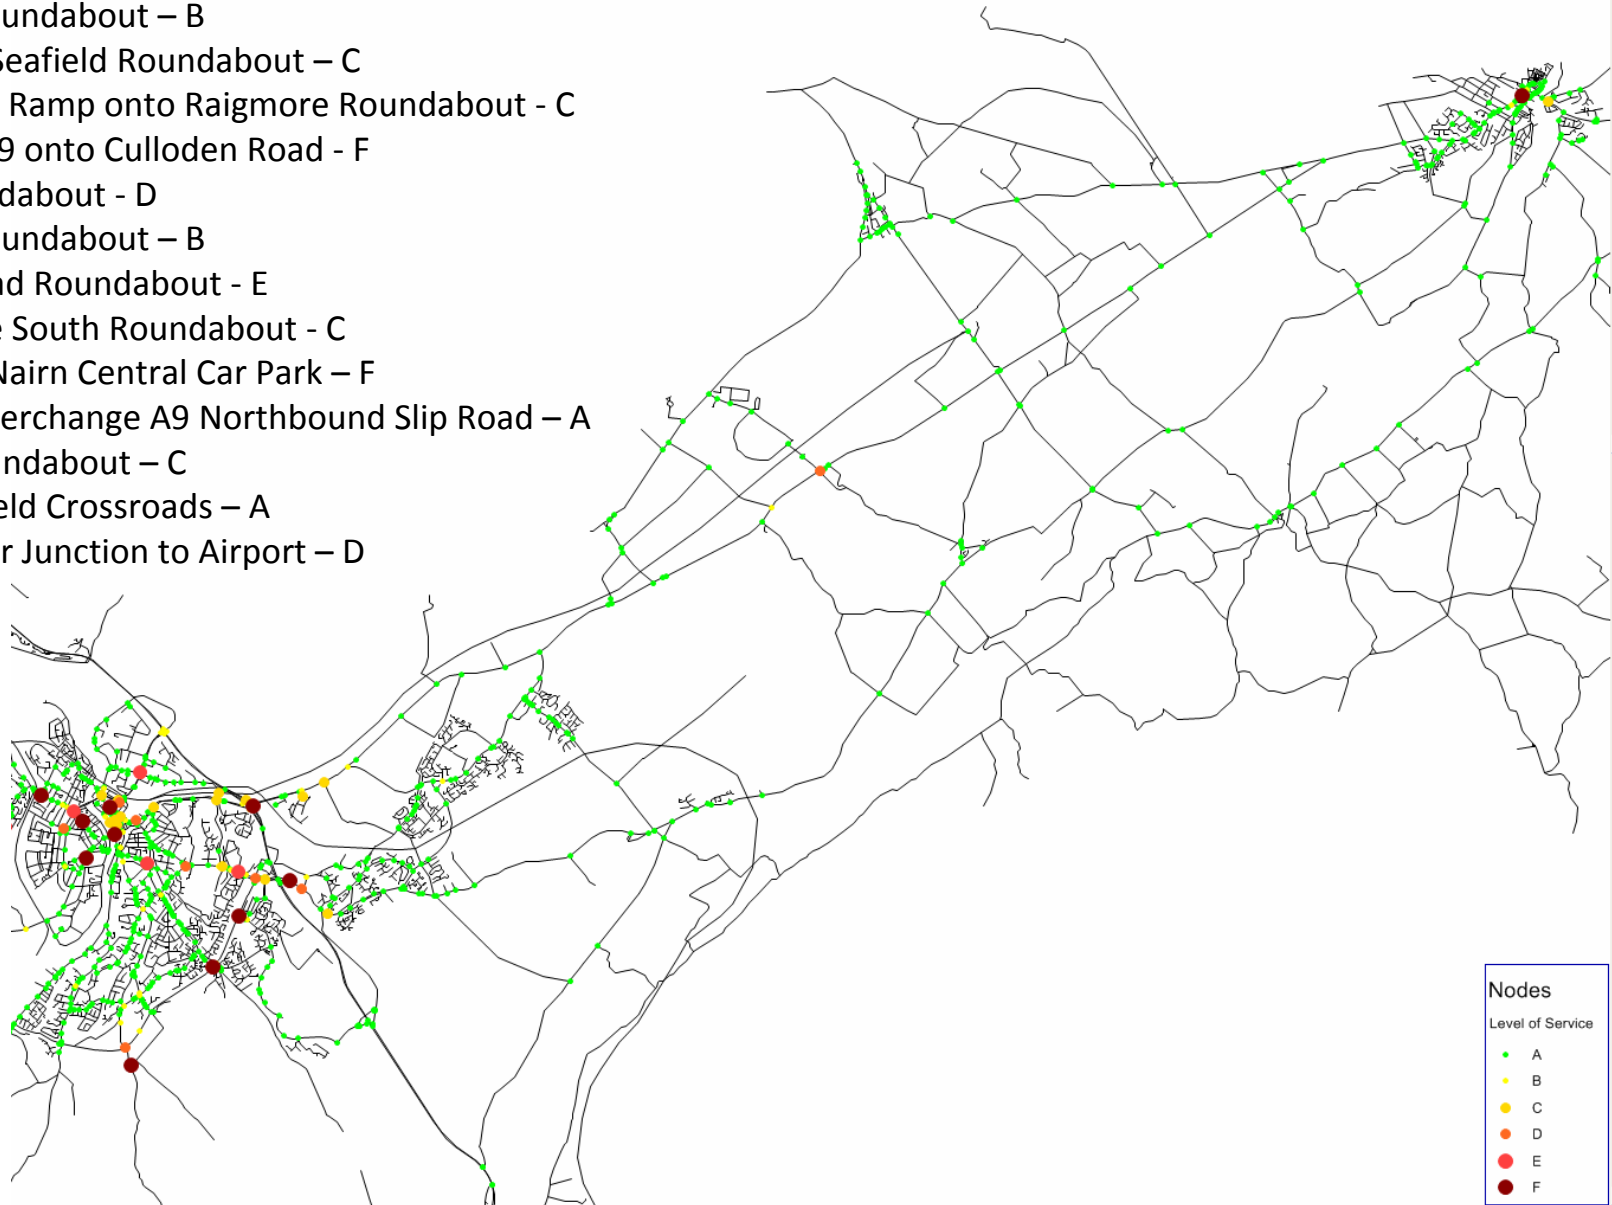 undabout – B
Seafield Roundabout – C
Ramp onto Raigmore Roundabout - C
9 onto Culloden Road - F
dabout - D
undabout – B
nd Roundabout - E
e South Roundabout - C
Nairn Central Car Park – F
erchange A9 Northbound Slip Road – A
ndabout – C
eld Crossroads – A
r Junction to Airport – D
Nodes
Level of Service
A
B
C
D
E
F